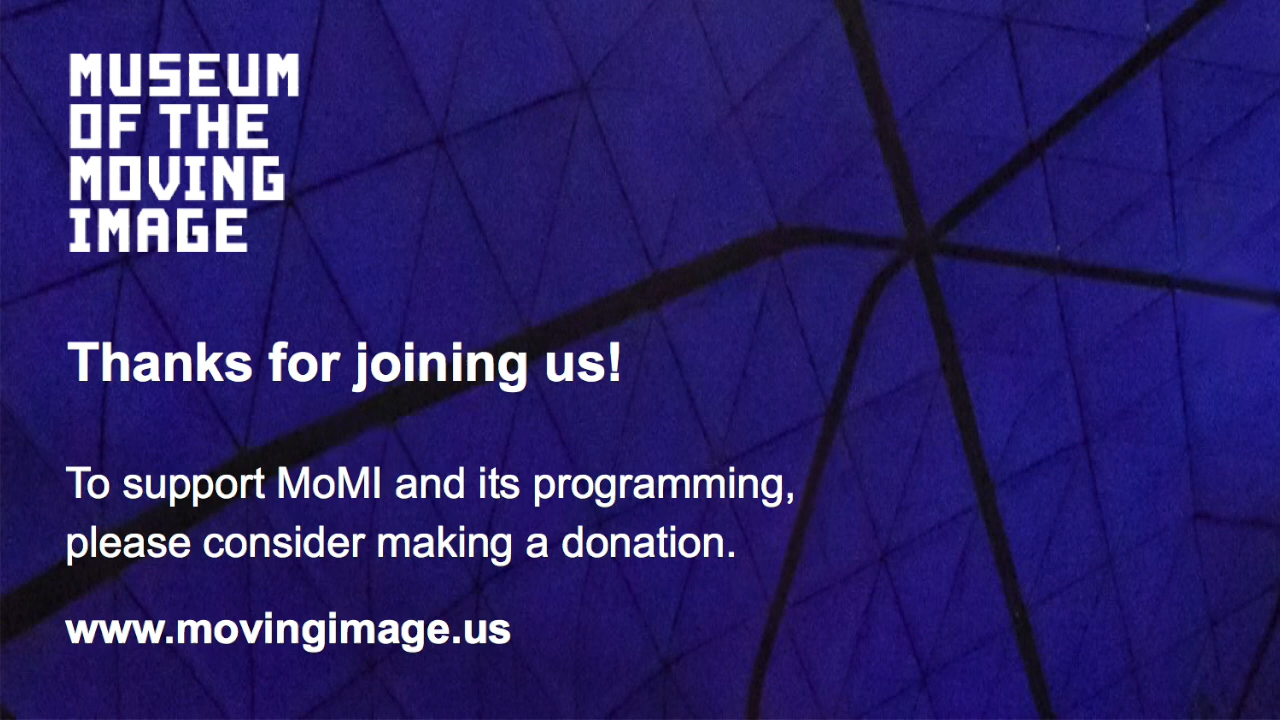 MUSEUM
OF THE
MOVING
IMAGE
Thanks for joining us!
To support MoMI and its programming,
please consider making a donation.
www.movingimage.us